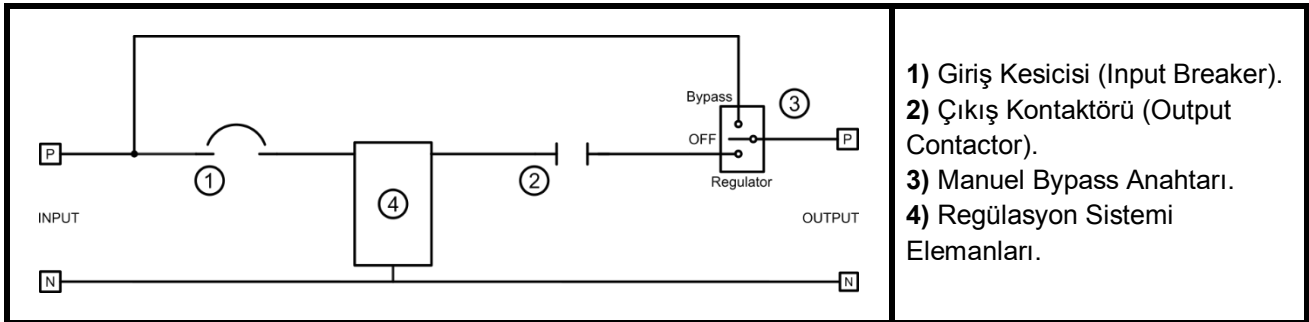 Bypass
3
OFF
P
P
1
2
Regulator
4
INPUT
OUTPUT
N
N
1) Giriş Kesicisi (Input Breaker).
2) Çıkış Kontaktörü (Output
Contactor).
3) Manuel Bypass Anahtarı.
4) Regülasyon Sistemi
Elemanları.